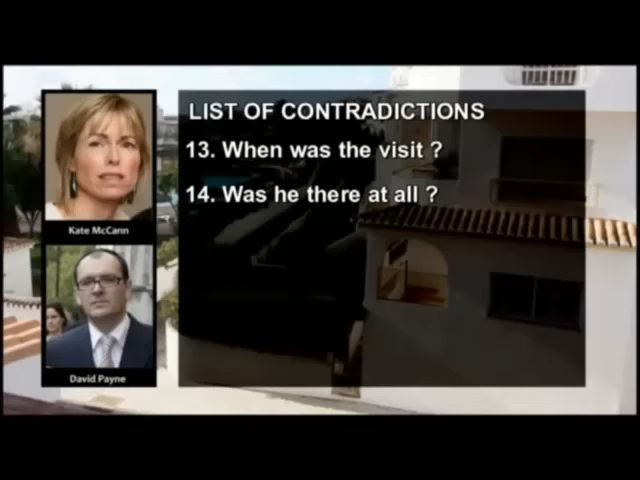 LIST OF CONTRADICTIONS
13. When was the visit ?
14. Was he there at all ?
Kate McCann
David Payne